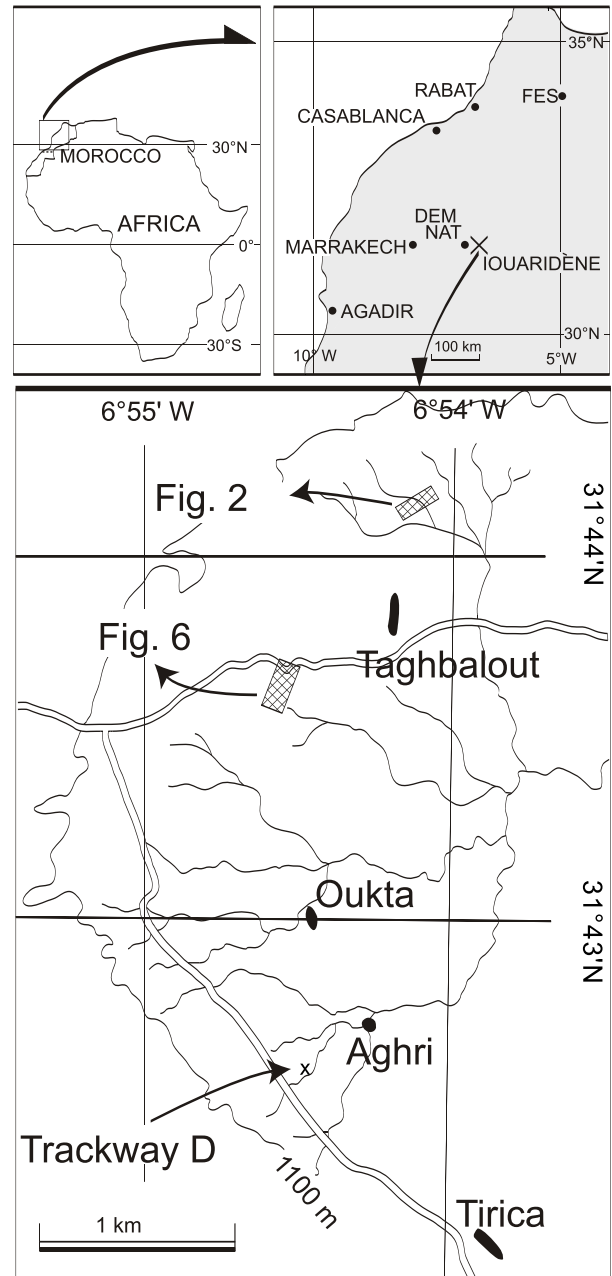 30°N
MOROCCO
AFRICA
0°
30°S
35°N
RABAT
FES
CASABLANCA
DEM
NAT
MARRAKECH
IOUARIDENE
AGADIR
30°N
100 km
10° W
5°W
6°55' W
6°54' W
Fig. 2
31°44'N
Fig. 6
Taghbalout
Oukta
31°43'N
Aghri
x
Trackway D
1100 m
Tirica
1 km